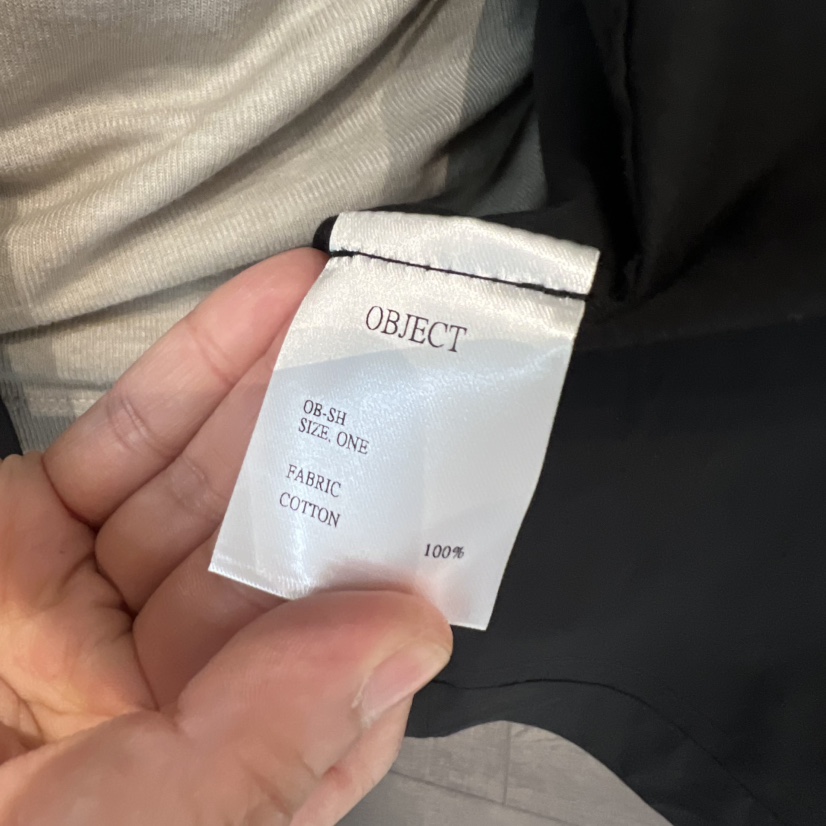 OBJECT
OB-SH
SIZE, ONE
FABRIC
COTTON
100%